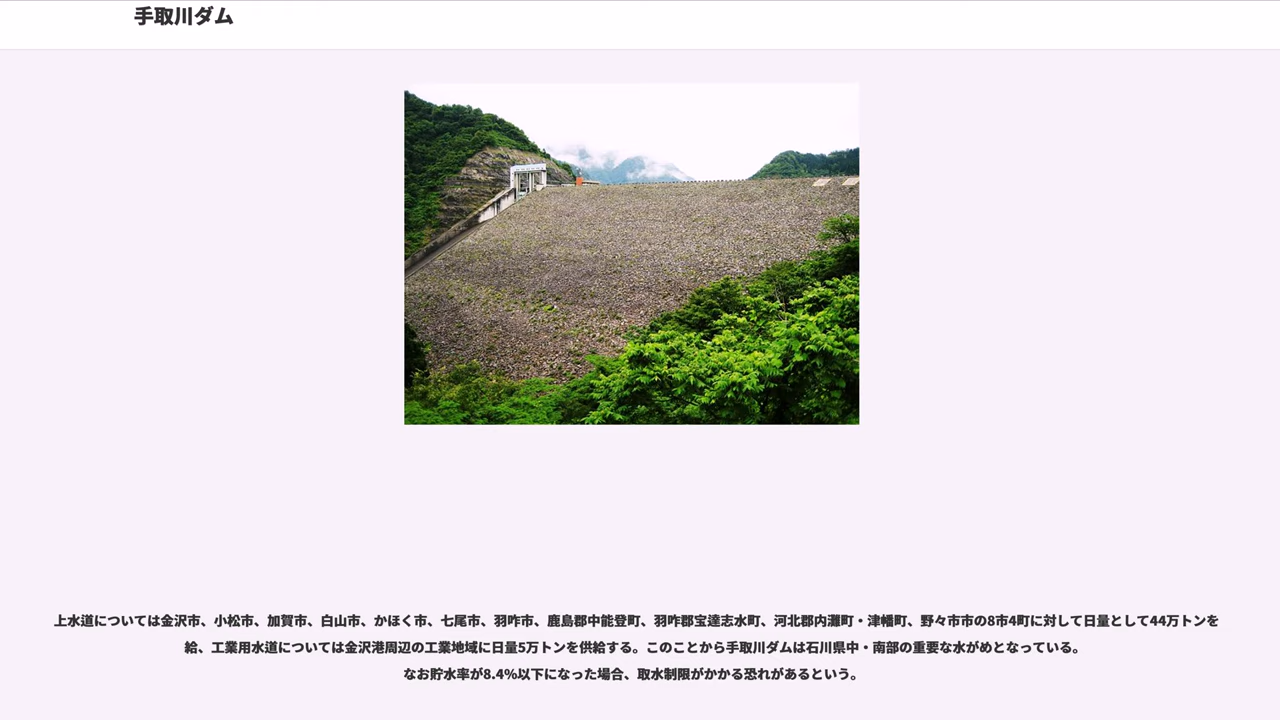 手取川ダム
上水道については金沢市、小松市、加賀市、白山市、かほく市、七尾市、羽咋市、鹿島郡中能登町、羽咋郡宝達志水町、河北郡内灘町・津幡町、野々市市の8市4町に対して日量として44万トンを
給、工業用水道については金沢港周辺の工業地域に日量5万トンを供給する。このことから手取川ダムは石川県中・南部の重要な水がめとなっている。
なお貯水率が8.4%以下になった場合、取水制限がかかる恐れがあるという。